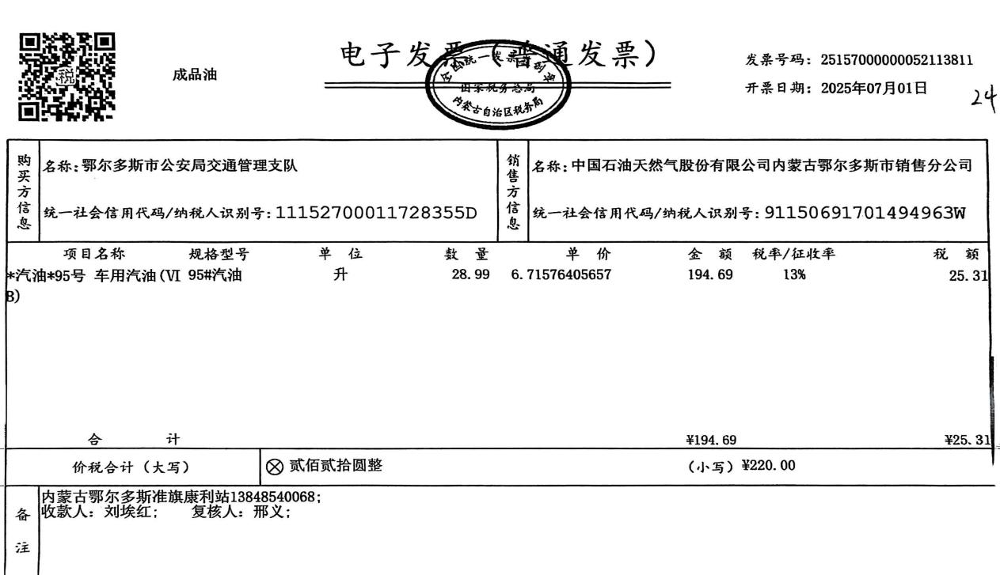 电子发票（普通发票）
全国统一发票监制章
国家税务总局
内蒙古自治区税务局
税
成品油
发票号码：25157000000052113811
开票日期：2025年07月01日
24
购买方信息
名称：鄂尔多斯市公安局交通管理支队
统一社会信用代码/纳税人识别号：11152700011728355D
销售方信息
名称：中国石油天然气股份有限公司内蒙古鄂尔多斯市销售分公司
统一社会信用代码/纳税人识别号：91150691701494963W
项目名称 规格型号 单 位 数 量 单 价 金 额 税率/征收率 税 额
*汽油*95号 车用汽油(VI 95#汽油 升 28.99 6.71576405657 194.69 13% 25.31
B)
合 计 ¥194.69 ¥25.31
价税合计（大写） ⊗ 贰佰贰拾圆整 （小写）¥220.00
备注
内蒙古鄂尔多斯准旗康利站13848540068;
收款人：刘埃红; 复核人：邢义;